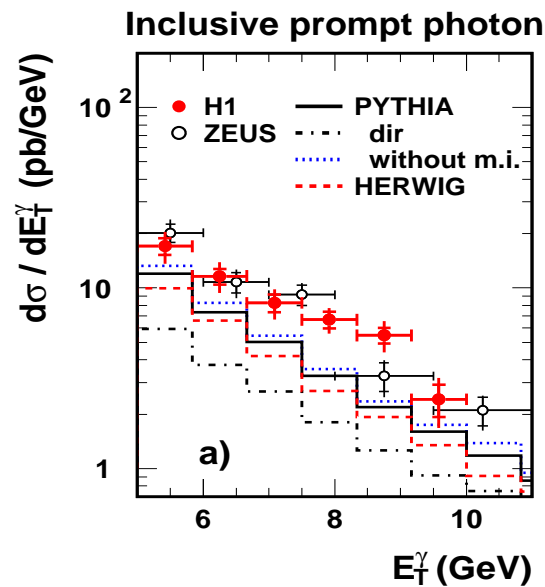 Inclusive prompt photon
dσ / dE_T^γ (pb/GeV)
10^2
10
1
H1
ZEUS
PYTHIA
dir
without m.i.
HERWIG
a)
6 8 10
E_T^γ (GeV)